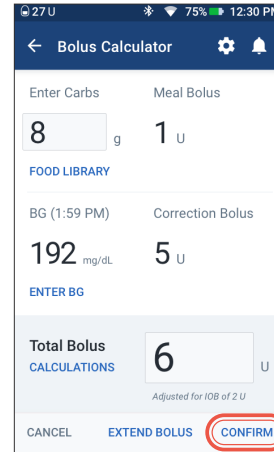 27 U 75% 12:30 PM
Bolus Calculator
Enter Carbs Meal Bolus
8 g 1 U
FOOD LIBRARY
BG (1:59 PM) Correction Bolus
192 mg/dL 5 U
ENTER BG
Total Bolus
CALCULATIONS
6 U
Adjusted for IOB of 2 U
CANCEL EXTEND BOLUS CONFIRM